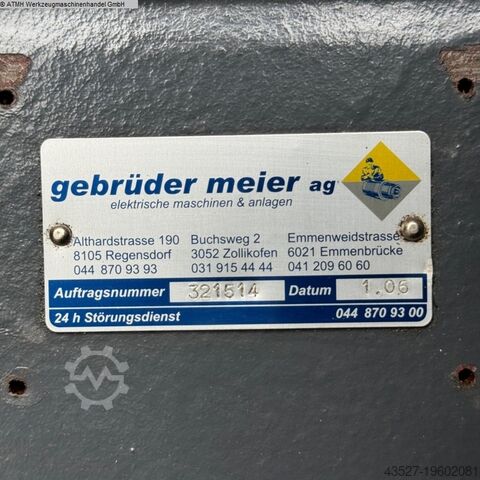 © ATMH Werkzeugmaschinenhandel GmbH
gebrüder meier ag
elektrische maschinen & anlagen
Althardstrasse 190 Buchsweg 2 Emmenweidstrasse
8105 Regensdorf 3052 Zollikofen 6021 Emmenbrücke
044 870 93 93 031 915 44 44 041 209 60 60
Auftragsnummer 321514 Datum 1.06
24 h Störungsdienst 044 870 93 00
43527-19602081